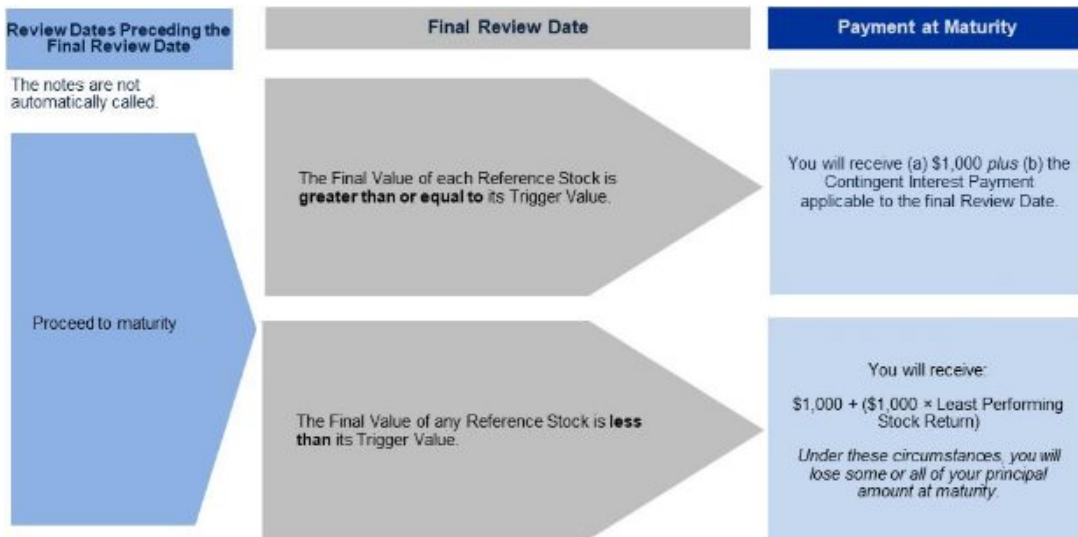 Review Dates Preceding the
Final Review Date
Final Review Date
Payment at Maturity
The notes are not
automatically called.
Proceed to maturity
The Final Value of each Reference Stock is
greater than or equal to its Trigger Value.
You will receive (a) $1,000 plus (b) the
Contingent Interest Payment
applicable to the final Review Date.
The Final Value of any Reference Stock is less
than its Trigger Value.
You will receive:
$1,000 + ($1,000 × Least Performing
Stock Return)
Under these circumstances, you will
lose some or all of your principal
amount at maturity.